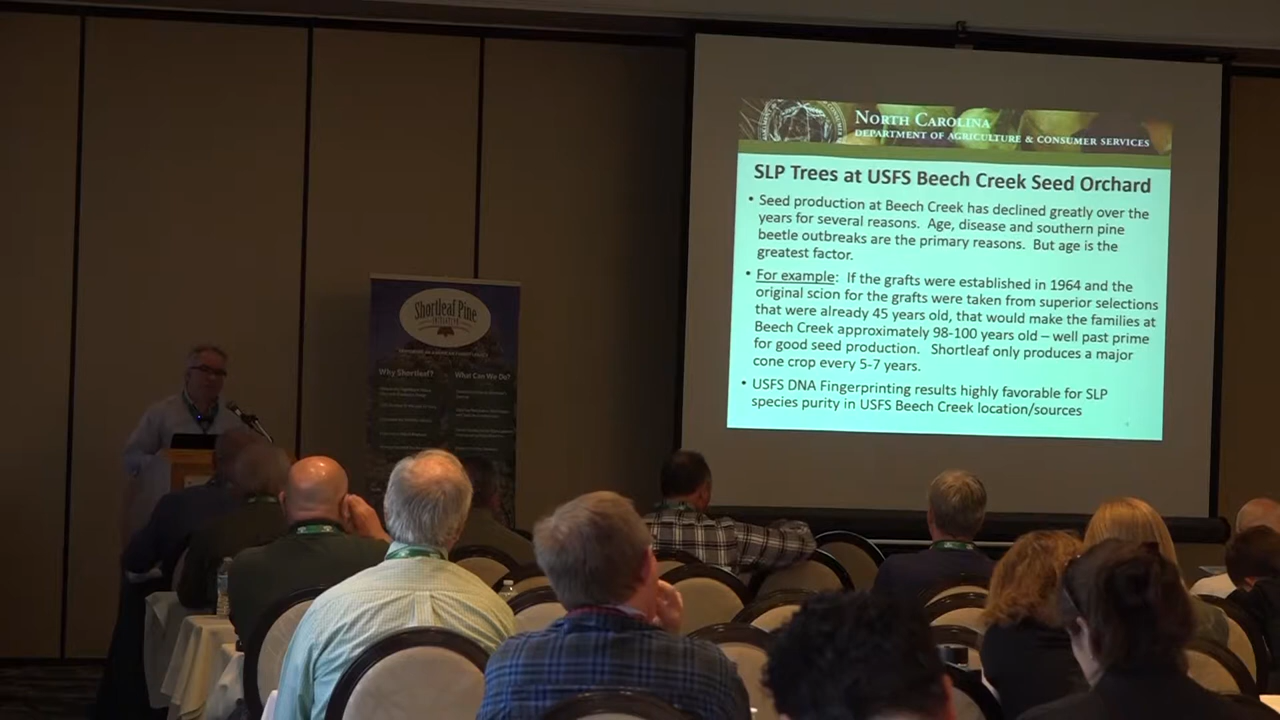 North Carolina
Department of Agriculture & Consumer Services
SLP Trees at USFS Beech Creek Seed Orchard
• Seed production at Beech Creek has declined greatly over the
years for several reasons. Age, disease and southern pine
beetle outbreaks are the primary reasons. But age is the
greatest factor.
• For example: If the grafts were established in 1964 and the
original scion for the grafts were taken from superior selections
that were already 45 years old, that would make the families at
Beech Creek approximately 98-100 years old – well past prime
for good seed production. Shortleaf only produces a major
cone crop every 5-7 years.
• USFS DNA Fingerprinting results highly favorable for SLP
species purity in USFS Beech Creek location/sources
Shortleaf Pine
INITIATIVE
Why Shortleaf?
What Can We Do?